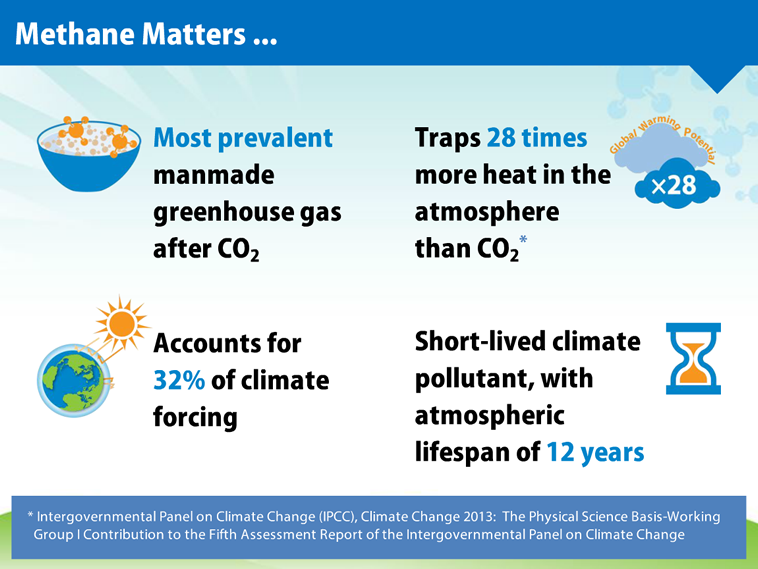 Methane Matters ...
Most prevalent
manmade
greenhouse gas
after CO₂
Traps 28 times
more heat in the
atmosphere
than CO₂*
Global Warming Potential
×28
Accounts for
32% of climate
forcing
Short-lived climate
pollutant, with
atmospheric
lifespan of 12 years
* Intergovernmental Panel on Climate Change (IPCC), Climate Change 2013: The Physical Science Basis-Working
Group I Contribution to the Fifth Assessment Report of the Intergovernmental Panel on Climate Change